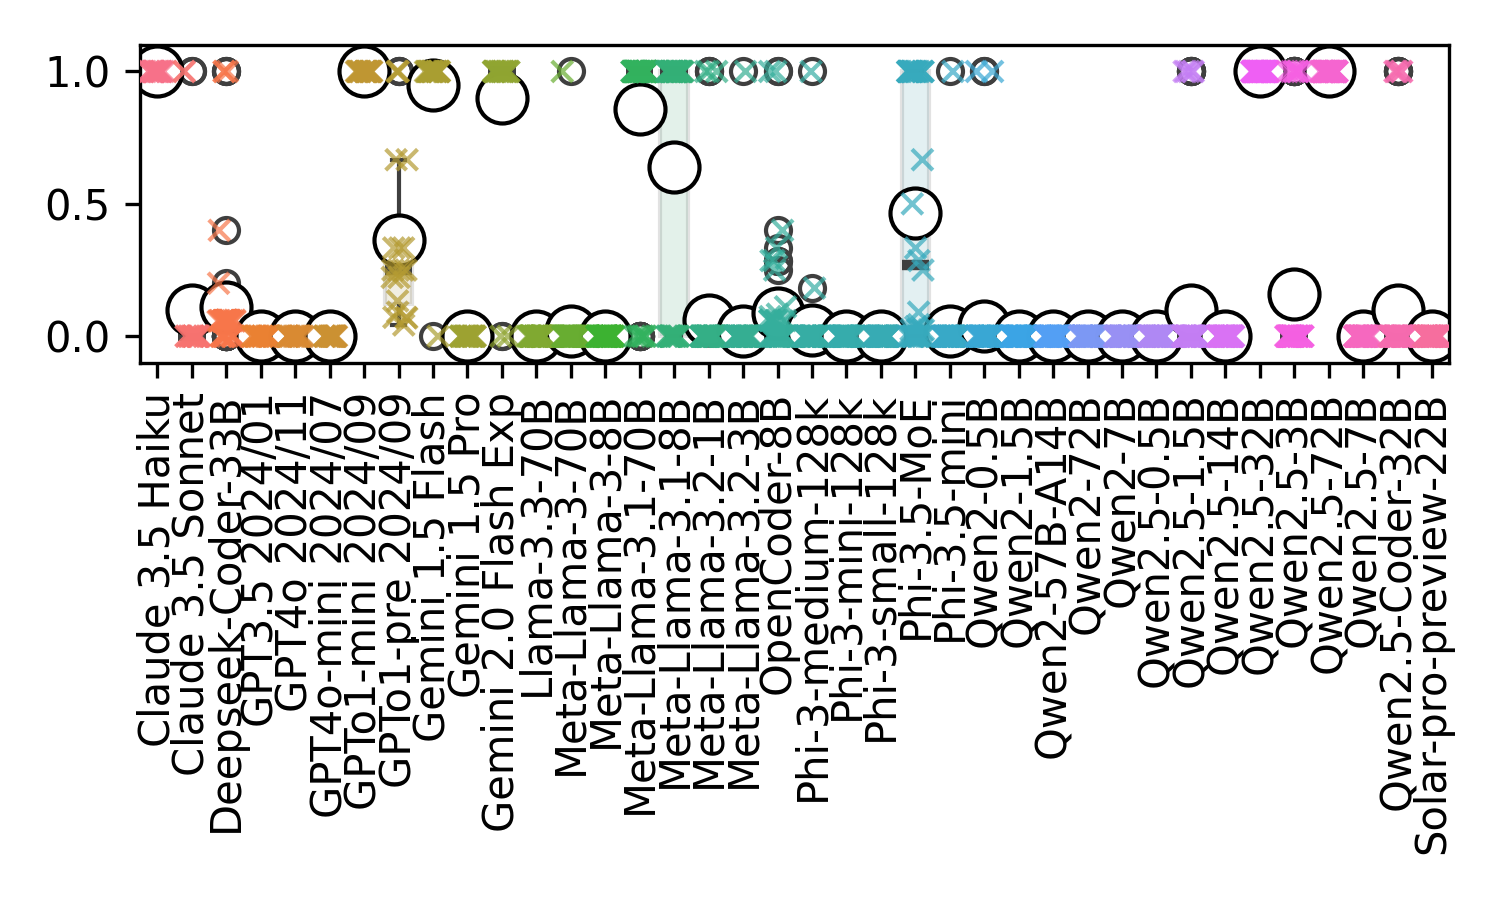 1.0
0.5
0.0
Claude 3.5 Haiku
Claude 3.5 Sonnet
Deepseek-Coder-33B
GPT3.5 2024/01
GPT4o 2024/11
GPT4o-mini 2024/07
GPTo1-mini 2024/09
GPTo1-pre 2024/09
Gemini 1.5 Flash
Gemini 1.5 Pro
Gemini 2.0 Flash Exp
Llama-3.3-70B
Meta-Llama-3-70B
Meta-Llama-3-8B
Meta-Llama-3.1-70B
Meta-Llama-3.1-8B
Meta-Llama-3.2-1B
Meta-Llama-3.2-3B
OpenCoder-8B
Phi-3-medium-128k
Phi-3-mini-128k
Phi-3-small-128k
Phi-3.5-MoE
Phi-3.5-mini
Qwen2-0.5B
Qwen2-1.5B
Qwen2-57B-A14B
Qwen2-72B
Qwen2-7B
Qwen2.5-0.5B
Qwen2.5-1.5B
Qwen2.5-14B
Qwen2.5-32B
Qwen2.5-3B
Qwen2.5-72B
Qwen2.5-7B
Qwen2.5-Coder-32B
Solar-pro-preview-22B